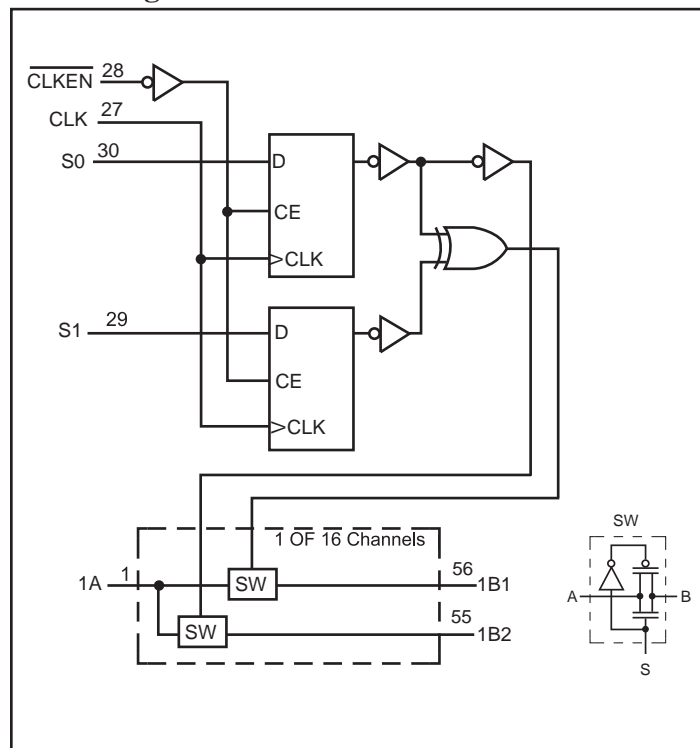 CLKEN 28
CLK 27
S0 30
D
CE
CLK
S1 29
D
CE
CLK
1 OF 16 Channels
1A 1
SW
56
1B1
SW
55
1B2
SW
A
B
S